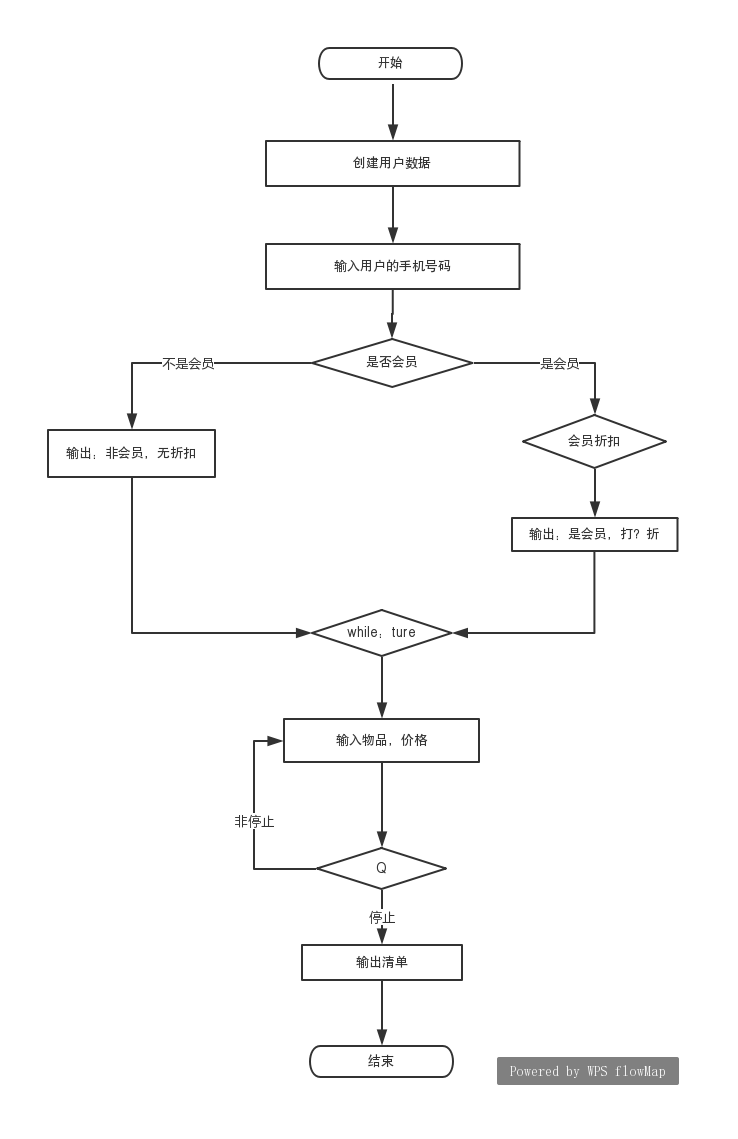 开始
创建用户数据
输入用户的手机号码
是否会员
不是会员
是会员
会员折扣
输出：非会员，无折扣
输出：是会员，打？折
while：ture
输入物品，价格
非停止
Q
停止
输出清单
结束
Powered by WPS flowMap